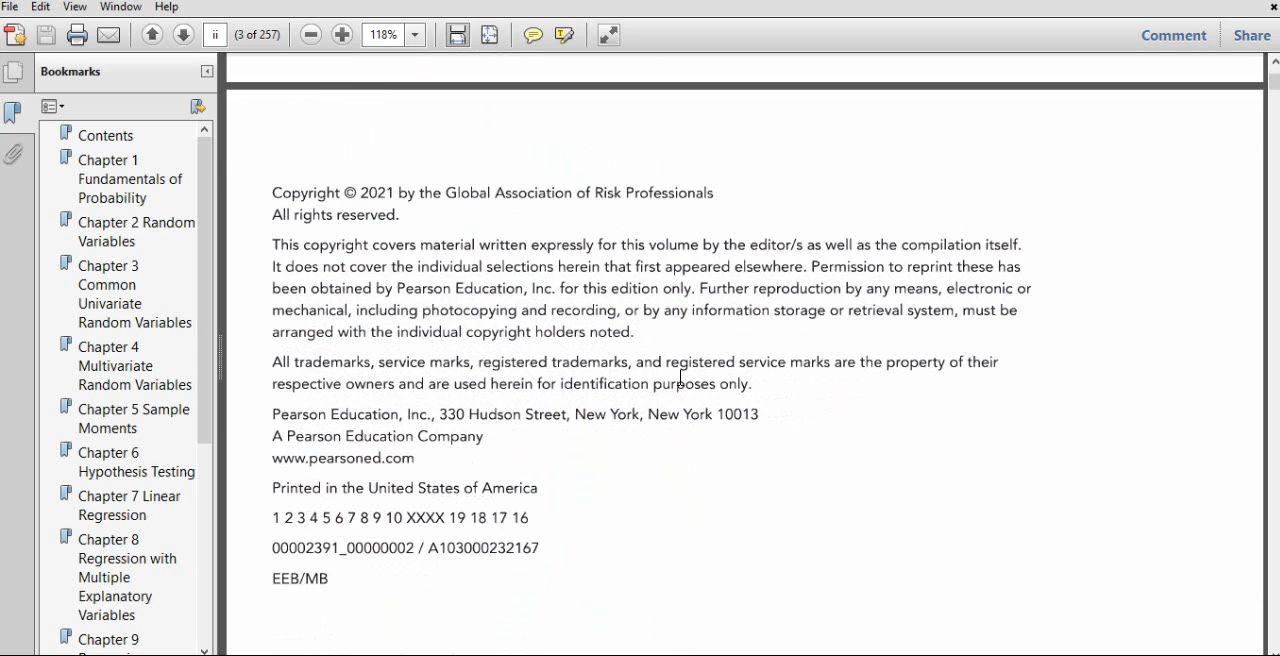 File Edit View Window Help
ii (3 of 257) 118% Comment Share
Bookmarks
Contents
Chapter 1
Fundamentals of
Probability
Chapter 2 Random
Variables
Chapter 3
Common
Univariate
Random Variables
Chapter 4
Multivariate
Random Variables
Chapter 5 Sample
Moments
Chapter 6
Hypothesis Testing
Chapter 7 Linear
Regression
Chapter 8
Regression with
Multiple
Explanatory
Variables
Chapter 9
Copyright © 2021 by the Global Association of Risk Professionals
All rights reserved.
This copyright covers material written expressly for this volume by the editor/s as well as the compilation itself.
It does not cover the individual selections herein that first appeared elsewhere. Permission to reprint these has
been obtained by Pearson Education, Inc. for this edition only. Further reproduction by any means, electronic or
mechanical, including photocopying and recording, or by any information storage or retrieval system, must be
arranged with the individual copyright holders noted.
All trademarks, service marks, registered trademarks, and registered service marks are the property of their
respective owners and are used herein for identification purposes only.
Pearson Education, Inc., 330 Hudson Street, New York, New York 10013
A Pearson Education Company
www.pearsoned.com
Printed in the United States of America
1 2 3 4 5 6 7 8 9 10 XXXX 19 18 17 16
00002391_00000002 / A103000232167
EEB/MB